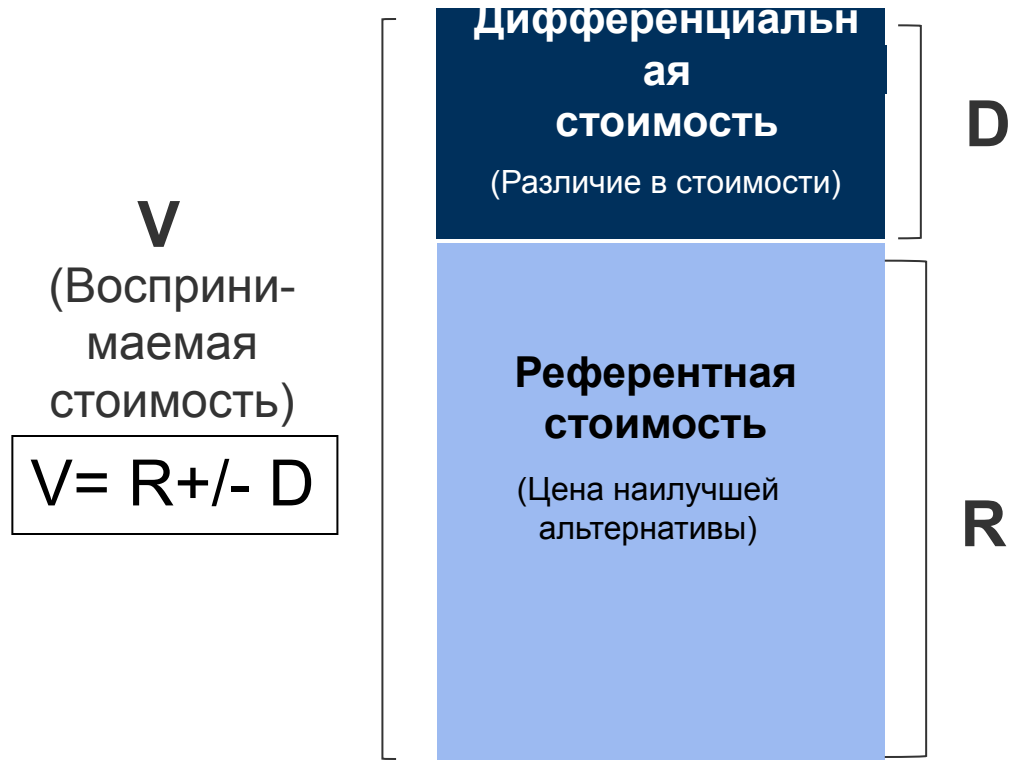 Дифференциальн
ая
стоимость
(Различие в стоимости)
D
V
(Восприни-
маемая
стоимость)
V= R+/- D
Референтная
стоимость
(Цена наилучшей
альтернативы)
R